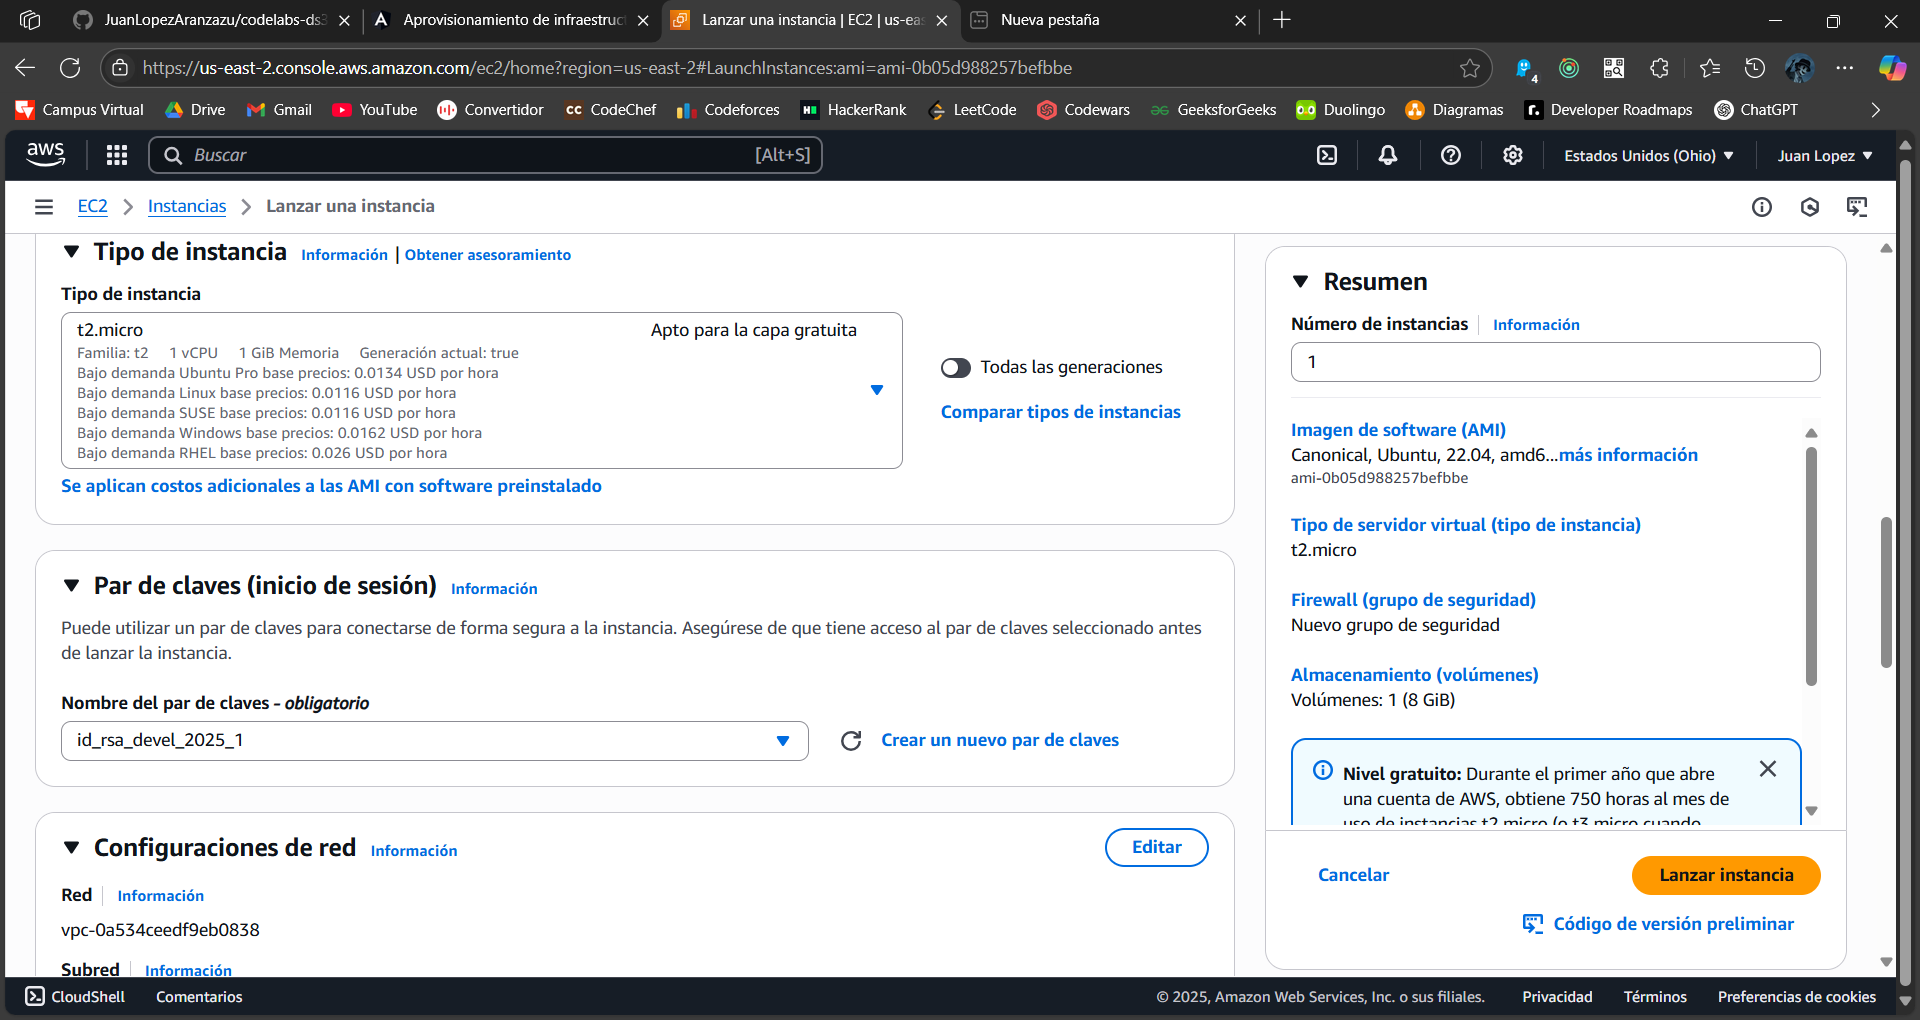 JuanLopezAranzazu/codelabs-ds3
Aprovisionamiento de infraestruc
Lanzar una instancia | EC2 | us-eas
Nueva pestaña
https://us-east-2.console.aws.amazon.com/ec2/home?region=us-east-2#LaunchInstances:ami=ami-0b05d988257befbbe
4
Campus Virtual
Drive
Gmail
YouTube
Convertidor
CC CodeChef
Codeforces
HackerRank
LeetCode
Codewars
GeeksforGeeks
Duolingo
Diagramas
Developer Roadmaps
ChatGPT
aws
Buscar
[Alt+S]
Estados Unidos (Ohio)
Juan Lopez
EC2
Instancias
Lanzar una instancia
Tipo de instancia
Información | Obtener asesoramiento
Tipo de instancia
t2.micro
Apto para la capa gratuita
Familia: t2 1 vCPU 1 GiB Memoria Generación actual: true
Bajo demanda Ubuntu Pro base precios: 0.0134 USD por hora
Bajo demanda Linux base precios: 0.0116 USD por hora
Bajo demanda SUSE base precios: 0.0116 USD por hora
Bajo demanda Windows base precios: 0.0162 USD por hora
Bajo demanda RHEL base precios: 0.026 USD por hora
Todas las generaciones
Comparar tipos de instancias
Se aplican costos adicionales a las AMI con software preinstalado
Par de claves (inicio de sesión)
Información
Puede utilizar un par de claves para conectarse de forma segura a la instancia. Asegúrese de que tiene acceso al par de claves seleccionado antes
de lanzar la instancia.
Nombre del par de claves - obligatorio
id_rsa_devel_2025_1
Crear un nuevo par de claves
Configuraciones de red
Información
Editar
Red
Información
vpc-0a534ceedf9eb0838
Subred
Información
Resumen
Número de instancias
Información
1
Imagen de software (AMI)
Canonical, Ubuntu, 22.04, amd6...más información
ami-0b05d988257befbbe
Tipo de servidor virtual (tipo de instancia)
t2.micro
Firewall (grupo de seguridad)
Nuevo grupo de seguridad
Almacenamiento (volúmenes)
Volúmenes: 1 (8 GiB)
Nivel gratuito: Durante el primer año que abre
una cuenta de AWS, obtiene 750 horas al mes de
uso de instancias t2.micro (o t3.micro cuando
Cancelar
Lanzar instancia
Código de versión preliminar
CloudShell
Comentarios
© 2025, Amazon Web Services, Inc. o sus filiales.
Privacidad
Términos
Preferencias de cookies